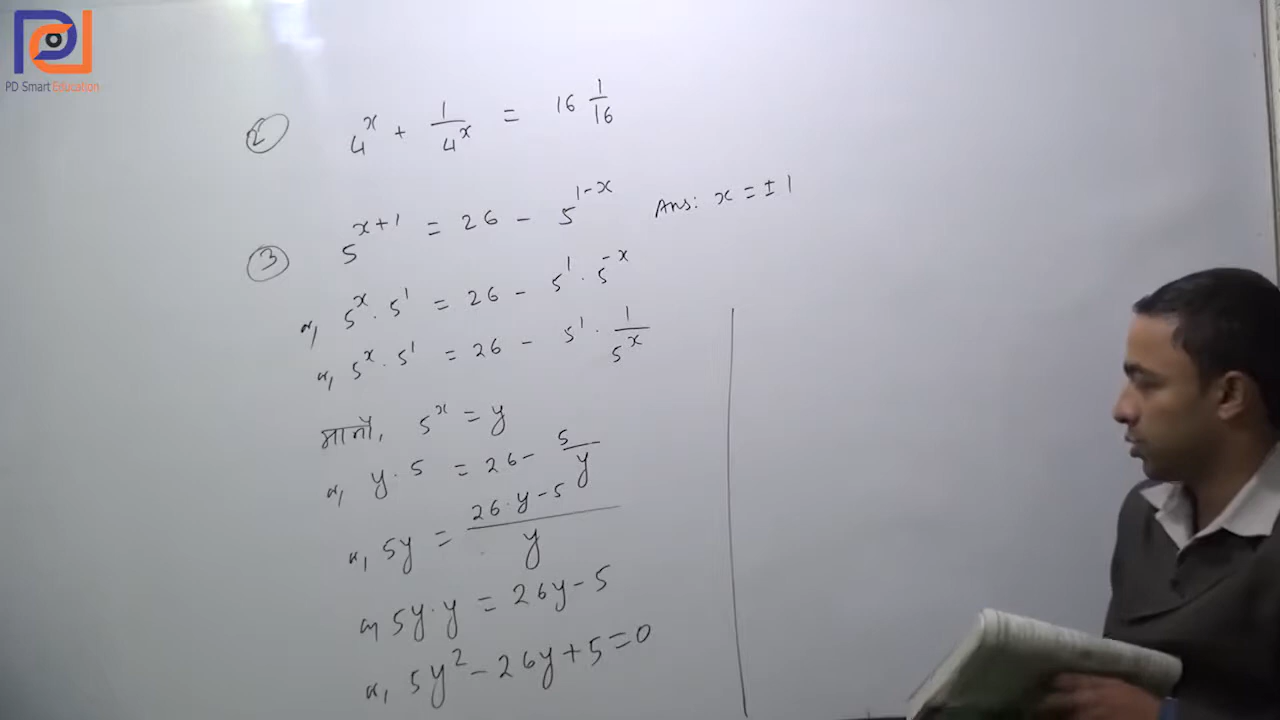 PD Smart Education
② 4^x + 1/4^x = 16 1/16
③ 5^(x+1) = 26 - 5^(1-x) Ans: x = ±1
or, 5^x · 5^1 = 26 - 5^1 · 5^-x
or, 5^x · 5^1 = 26 - 5^1 · 1/5^x
मानौ, 5^x = y
or, y · 5 = 26 - 5/y
or, 5y = (26·y - 5)/y
or, 5y·y = 26y - 5
or, 5y² - 26y + 5 = 0